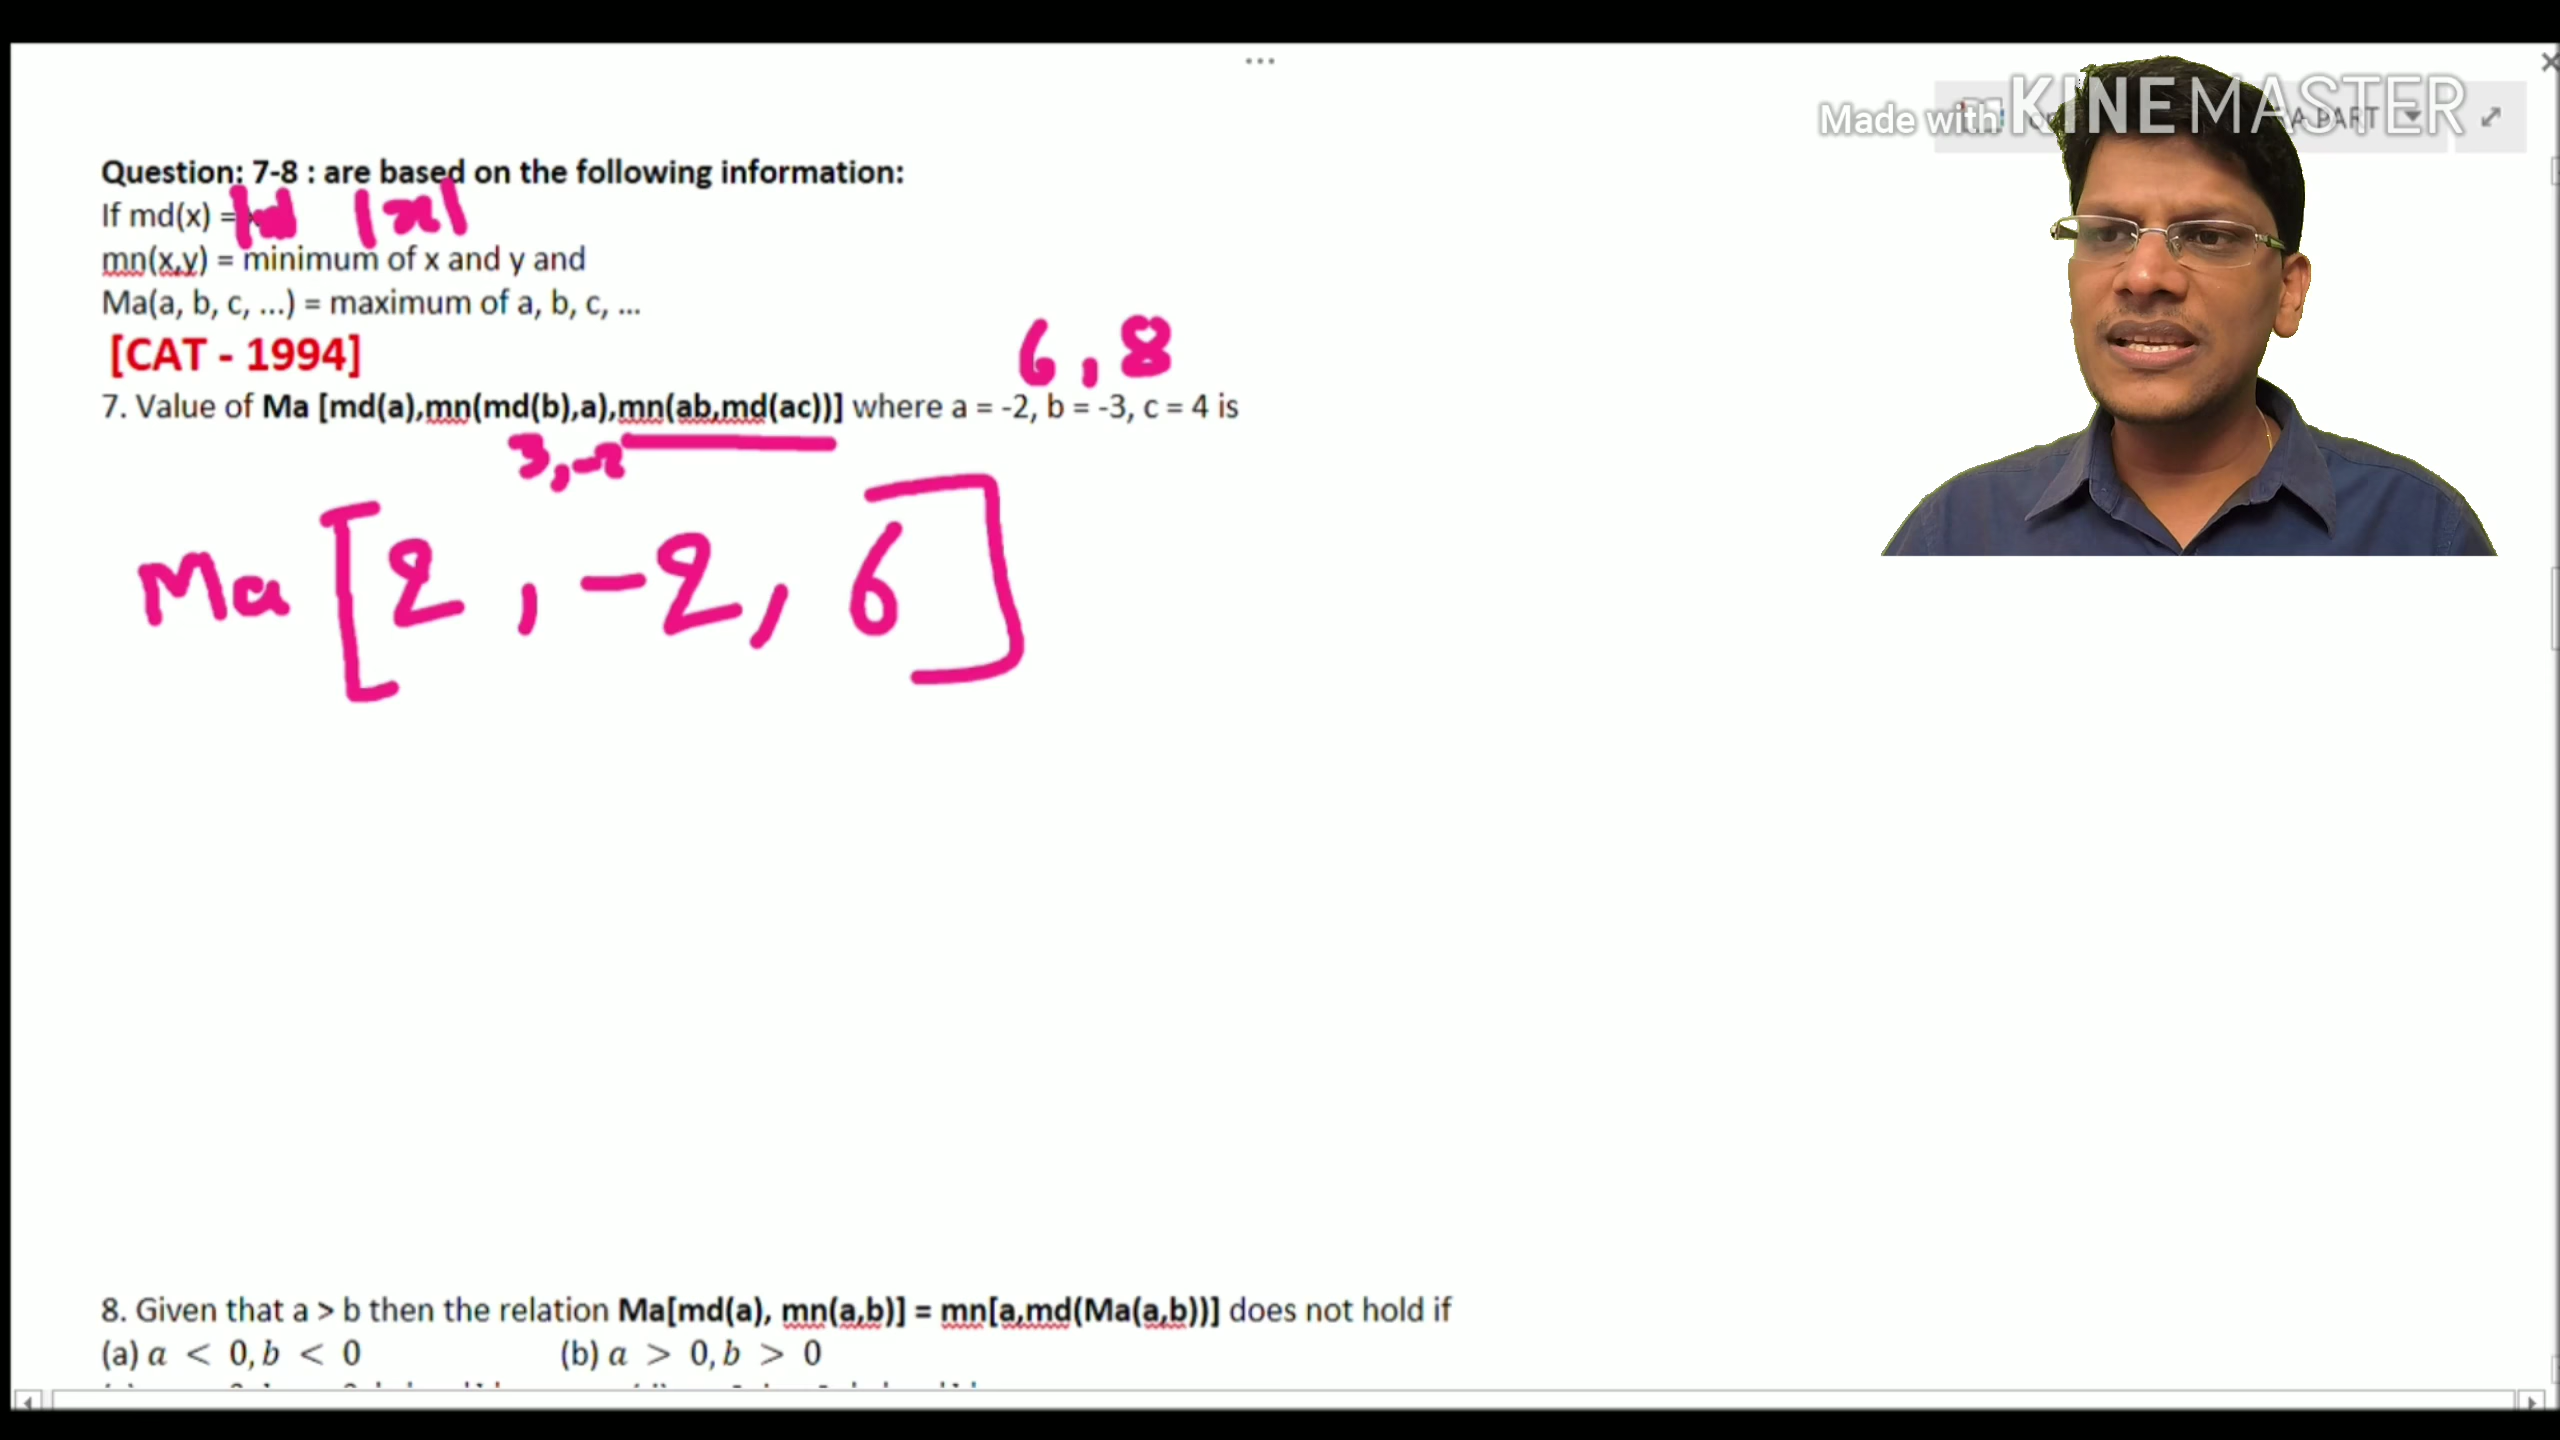 ...
Made with KINEMASTER
A PART
Question: 7-8 : are based on the following information:
If md(x) = |x| |x|
mn(x,y) = minimum of x and y and
Ma(a, b, c, ...) = maximum of a, b, c, ...
[CAT - 1994]
6, 8
7. Value of Ma [md(a),mn(md(b),a),mn(ab,md(ac))] where a = -2, b = -3, c = 4 is
3, -2
Ma [2, -2, 6]
8. Given that a > b then the relation Ma[md(a), mn(a,b)] = mn[a,md(Ma(a,b))] does not hold if
(a) a < 0, b < 0 (b) a > 0, b > 0